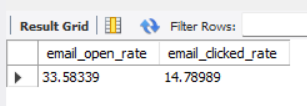 Result Grid Filter Rows:
email_open_rate email_clicked_rate
33.58339 14.78989